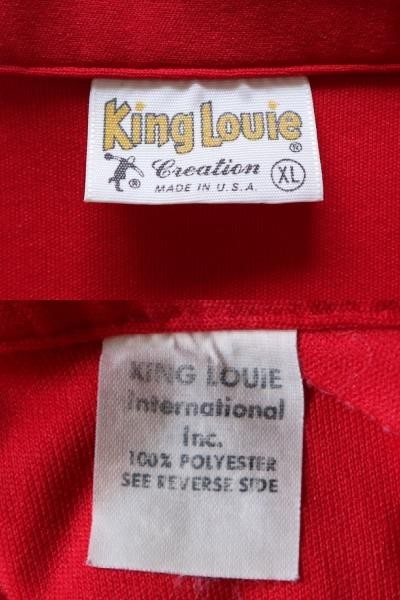 King Louie
®
® Creation XL
MADE IN U.S.A.
KING LOUIE
International
Inc.
100% POLYESTER
SEE REVERSE SIDE